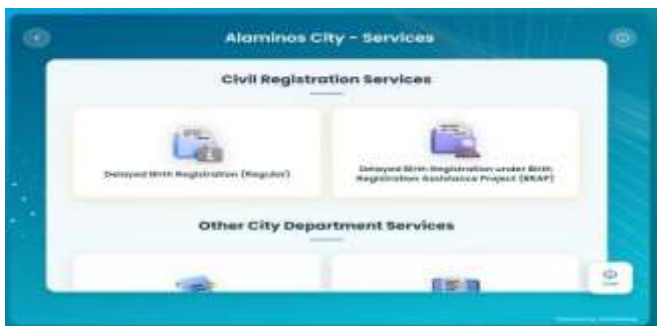 Alaminos City - Services
Civil Registration Services
Delayed Birth Registration (Regular)
Delayed Birth Registration under Birth
Registration Assistance Project (BRAP)
Other City Department Services